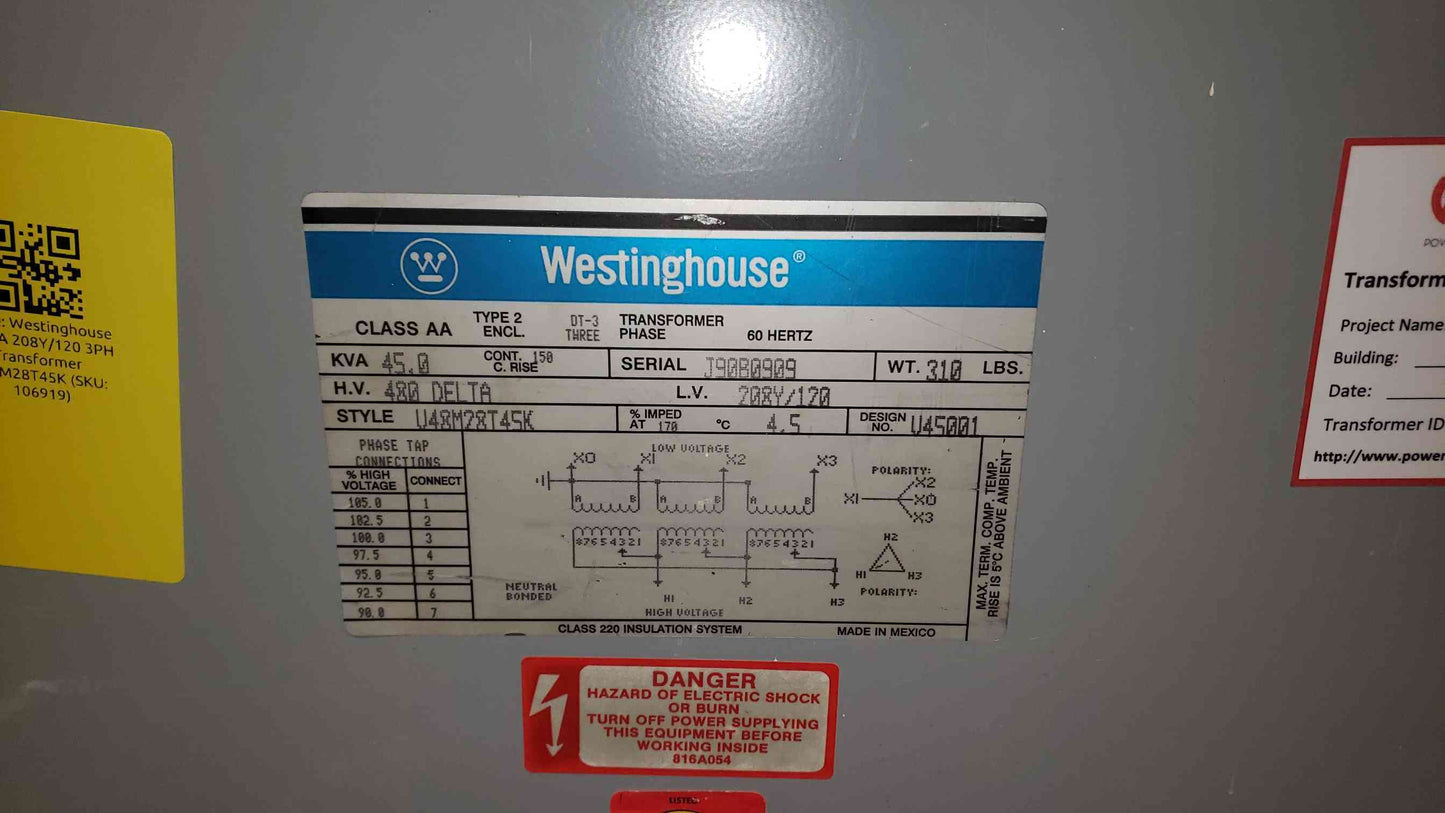 : Westinghouse
A 208Y/120 3PH
Transformer
M28T45K (SKU:
106919)
Westinghouse®
CLASS AA TYPE 2 ENCL. DT-3 THREE TRANSFORMER PHASE 60 HERTZ
KVA 45.0 CONT. 150 C. RISE SERIAL J90B0909 WT. 310 LBS.
H.V. 480 DELTA L.V. 208Y/120
STYLE U48M28T45K % IMPED AT 170 °C 4.5 DESIGN NO. U45001
PHASE TAP
CONNECTIONS
% HIGH VOLTAGE CONNECT
105.0 1
102.5 2
100.0 3
97.5 4
95.0 5
92.5 6
90.0 7
LOW VOLTAGE
X0 X1 X2 X3
A B A B A B
87654321 87654321 87654321
H1 H2 H3
HIGH VOLTAGE
NEUTRAL
BONDED
POLARITY:
X2
X1 X0
X3
H2
H1 H3
POLARITY:
MAX. TERM. COMP. TEMP.
RISE IS 5°C ABOVE AMBIENT
CLASS 220 INSULATION SYSTEM MADE IN MEXICO
DANGER
HAZARD OF ELECTRIC SHOCK
OR BURN
TURN OFF POWER SUPPLYING
THIS EQUIPMENT BEFORE
WORKING INSIDE
816A054
LISTED
POW
Transform
Project Name
Building:
Date:
Transformer ID
http://www.power